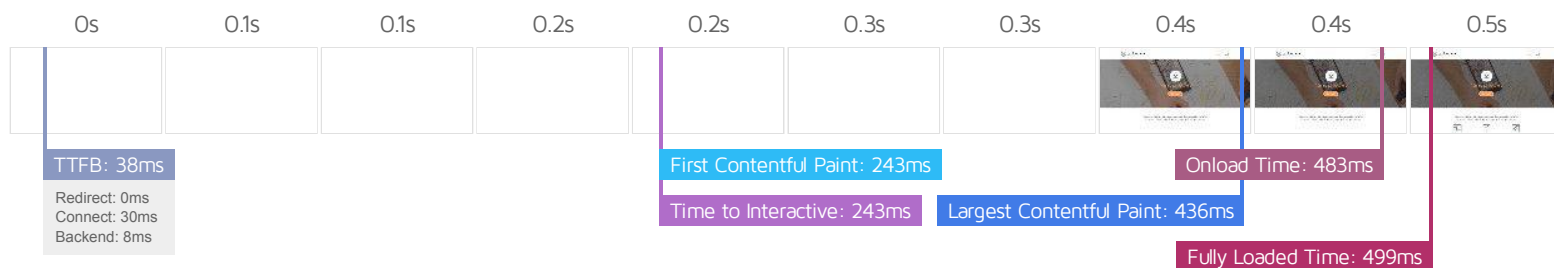 0s 0.1s 0.1s 0.2s 0.2s 0.3s 0.3s 0.4s 0.4s 0.5s
TTFB: 38ms
First Contentful Paint: 243ms
Onload Time: 483ms
Redirect: 0ms
Connect: 30ms
Backend: 8ms
Time to Interactive: 243ms
Largest Contentful Paint: 436ms
Fully Loaded Time: 499ms